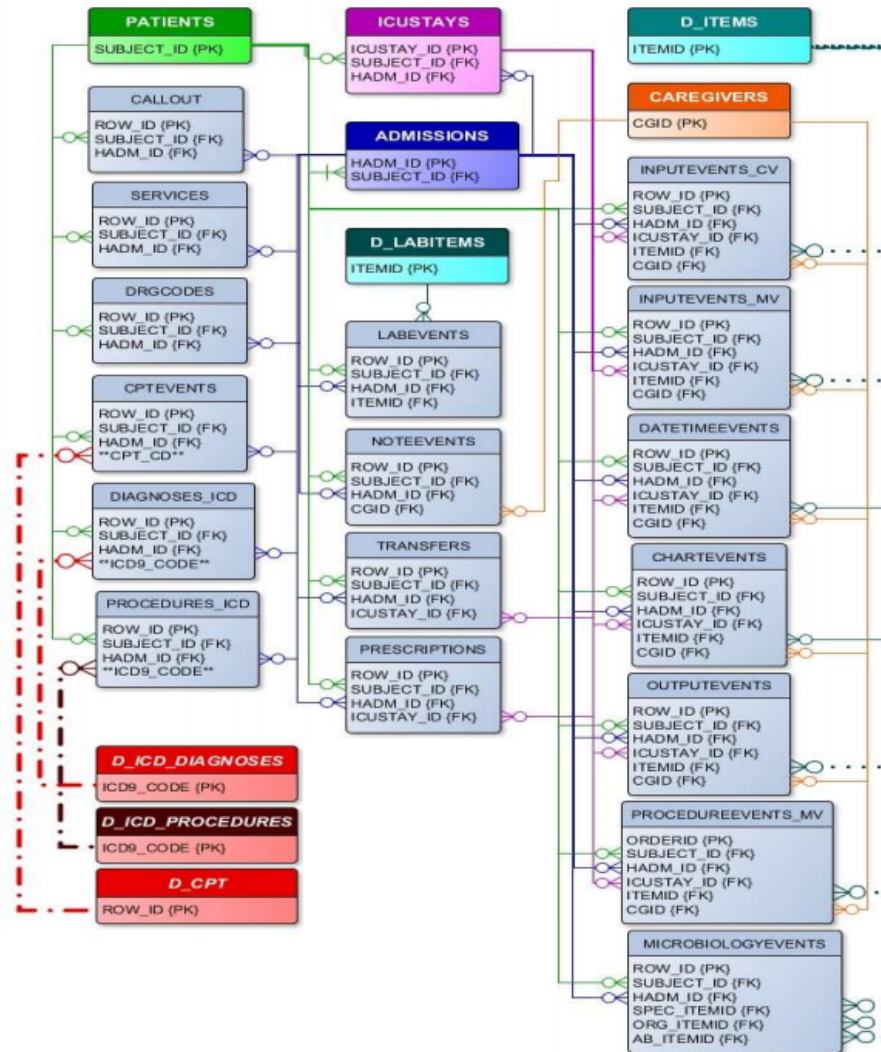 PATIENTS
SUBJECT_ID {PK}
CALLOUT
ROW_ID {PK}
SUBJECT_ID {FK}
HADM_ID {FK}
SERVICES
ROW_ID {PK}
SUBJECT_ID {FK}
HADM_ID {FK}
DRGCODES
ROW_ID {PK}
SUBJECT_ID {FK}
HADM_ID {FK}
CPTEVENTS
ROW_ID {PK}
SUBJECT_ID {FK}
HADM_ID {FK}
**CPT_CD**
DIAGNOSES_ICD
ROW_ID {PK}
SUBJECT_ID {FK}
HADM_ID {FK}
**ICD9_CODE**
PROCEDURES_ICD
ROW_ID {PK}
SUBJECT_ID {FK}
HADM_ID {FK}
**ICD9_CODE**
D_ICD_DIAGNOSES
ICD9_CODE {PK}
D_ICD_PROCEDURES
ICD9_CODE {PK}
D_CPT
ROW_ID {PK}
ICUSTAYS
ICUSTAY_ID {PK}
SUBJECT_ID {FK}
HADM_ID {FK}
ADMISSIONS
HADM_ID {PK}
SUBJECT_ID {FK}
D_LABITEMS
ITEMID {PK}
LABEVENTS
ROW_ID {PK}
SUBJECT_ID {FK}
HADM_ID {FK}
ITEMID {FK}
NOTEEVENTS
ROW_ID {PK}
SUBJECT_ID {FK}
HADM_ID {FK}
CGID {FK}
TRANSFERS
ROW_ID {PK}
SUBJECT_ID {FK}
HADM_ID {FK}
ICUSTAY_ID {FK}
PRESCRIPTIONS
ROW_ID {PK}
SUBJECT_ID {FK}
HADM_ID {FK}
ICUSTAY_ID {FK}
D_ITEMS
ITEMID {PK}
CAREGIVERS
CGID {PK}
INPUTEVENTS_CV
ROW_ID {PK}
SUBJECT_ID {FK}
HADM_ID {FK}
ICUSTAY_ID {FK}
ITEMID {FK}
CGID {FK}
INPUTEVENTS_MV
ROW_ID {PK}
SUBJECT_ID {FK}
HADM_ID {FK}
ICUSTAY_ID {FK}
ITEMID {FK}
CGID {FK}
DATETIMEEVENTS
ROW_ID {PK}
SUBJECT_ID {FK}
HADM_ID {FK}
ICUSTAY_ID {FK}
ITEMID {FK}
CGID {FK}
CHARTEVENTS
ROW_ID {PK}
SUBJECT_ID {FK}
HADM_ID {FK}
ICUSTAY_ID {FK}
ITEMID {FK}
CGID {FK}
OUTPUTEVENTS
ROW_ID {PK}
SUBJECT_ID {FK}
HADM_ID {FK}
ICUSTAY_ID {FK}
ITEMID {FK}
CGID {FK}
PROCEDUREEVENTS_MV
ORDERID {PK}
SUBJECT_ID {FK}
HADM_ID {FK}
ICUSTAY_ID {FK}
ITEMID {FK}
CGID {FK}
MICROBIOLOGYEVENTS
ROW_ID {PK}
SUBJECT_ID {FK}
HADM_ID {FK}
SPEC_ITEMID {FK}
ORG_ITEMID {FK}
AB_ITEMID {FK}